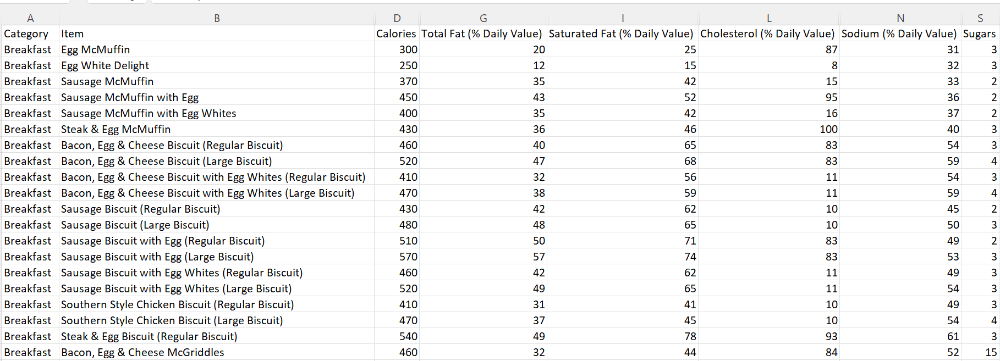 A B D G I L N S
Category Item Calories Total Fat (% Daily Value) Saturated Fat (% Daily Value) Cholesterol (% Daily Value) Sodium (% Daily Value) Sugars
Breakfast Egg McMuffin 300 20 25 87 31 3
Breakfast Egg White Delight 250 12 15 8 32 3
Breakfast Sausage McMuffin 370 35 42 15 33 2
Breakfast Sausage McMuffin with Egg 450 43 52 95 36 2
Breakfast Sausage McMuffin with Egg Whites 400 35 42 16 37 2
Breakfast Steak & Egg McMuffin 430 36 46 100 40 3
Breakfast Bacon, Egg & Cheese Biscuit (Regular Biscuit) 460 40 65 83 54 3
Breakfast Bacon, Egg & Cheese Biscuit (Large Biscuit) 520 47 68 83 59 4
Breakfast Bacon, Egg & Cheese Biscuit with Egg Whites (Regular Biscuit) 410 32 56 11 54 3
Breakfast Bacon, Egg & Cheese Biscuit with Egg Whites (Large Biscuit) 470 38 59 11 59 4
Breakfast Sausage Biscuit (Regular Biscuit) 430 42 62 10 45 2
Breakfast Sausage Biscuit (Large Biscuit) 480 48 65 10 50 3
Breakfast Sausage Biscuit with Egg (Regular Biscuit) 510 50 71 83 49 2
Breakfast Sausage Biscuit with Egg (Large Biscuit) 570 57 74 83 53 3
Breakfast Sausage Biscuit with Egg Whites (Regular Biscuit) 460 42 62 11 49 3
Breakfast Sausage Biscuit with Egg Whites (Large Biscuit) 520 49 65 11 54 3
Breakfast Southern Style Chicken Biscuit (Regular Biscuit) 410 31 41 10 49 3
Breakfast Southern Style Chicken Biscuit (Large Biscuit) 470 37 45 10 54 4
Breakfast Steak & Egg Biscuit (Regular Biscuit) 540 49 78 93 61 3
Breakfast Bacon, Egg & Cheese McGriddles 460 32 44 84 52 15